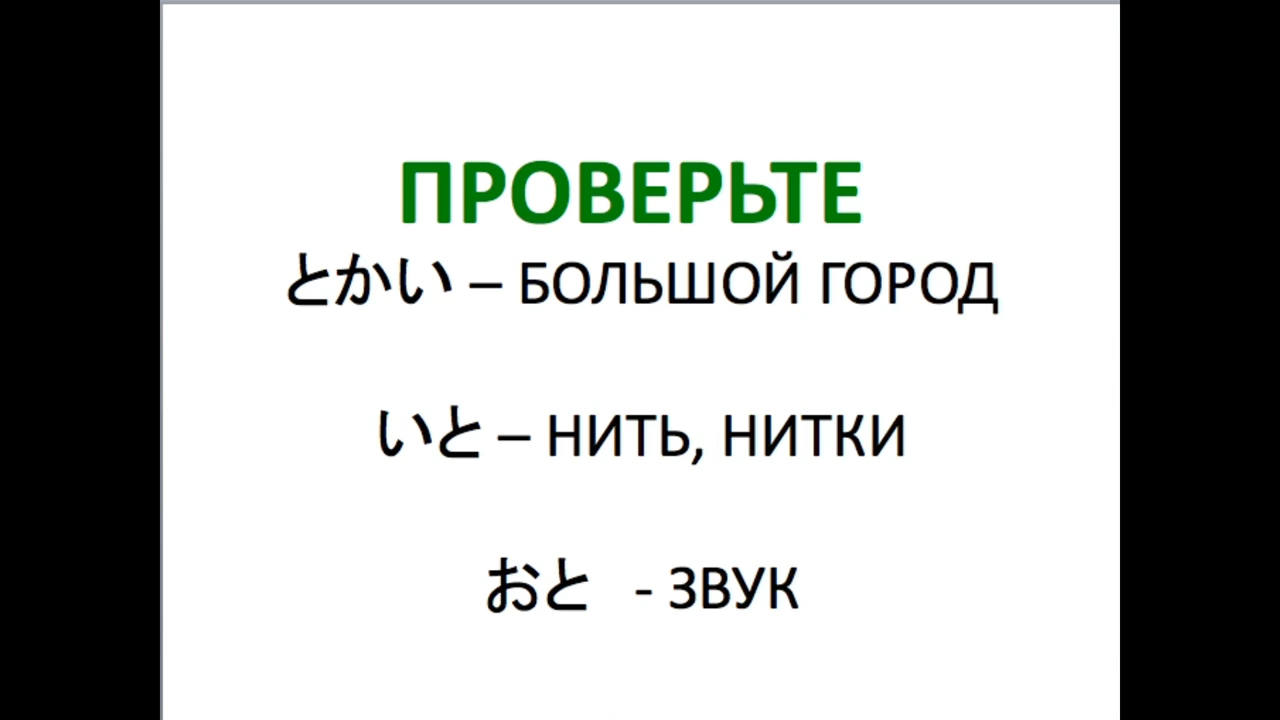 ПРОВЕРЬТЕ
とかい – БОЛЬШОЙ ГОРОД
いと – НИТЬ, НИТКИ
おと - ЗВУК